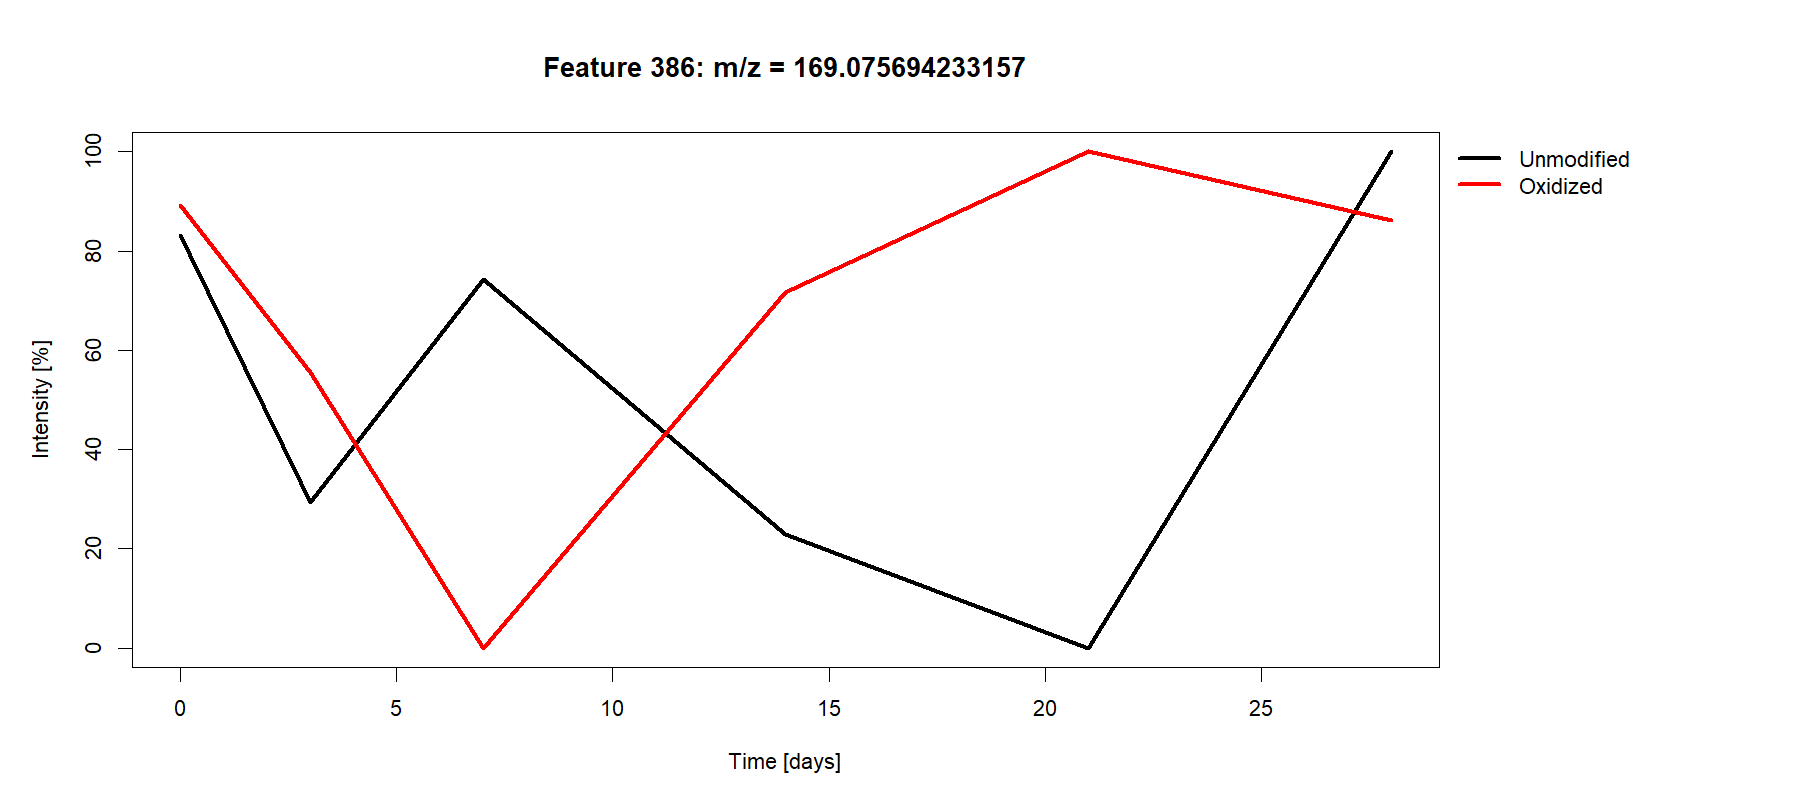 Feature 386: m/z = 169.075694233157
Unmodified
Oxidized
Intensity [%]
100
80
60
40
20
0
0 5 10 15 20 25
Time [days]